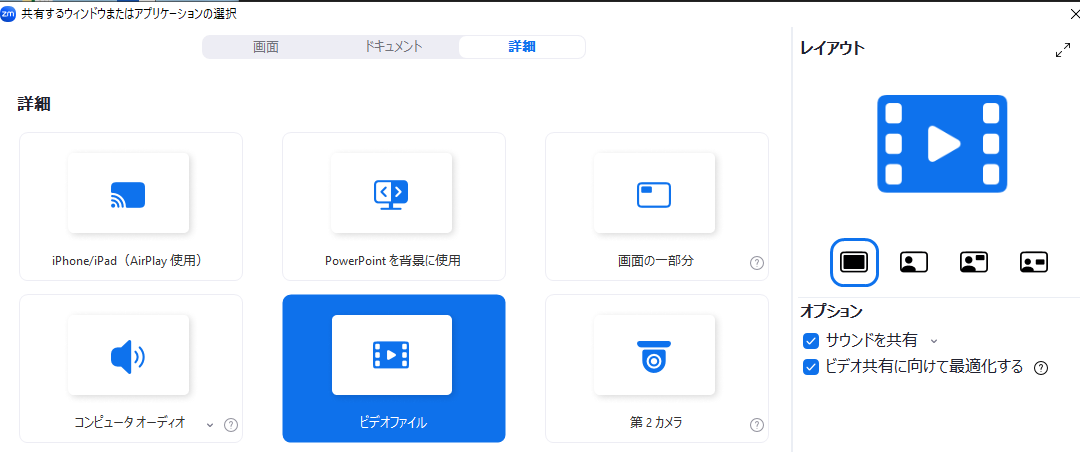 zm 共有するウィンドウまたはアプリケーションの選択
画面 ドキュメント 詳細
レイアウト
詳細
iPhone/iPad（AirPlay 使用）
PowerPoint を背景に使用
画面の一部分
オプション
サウンドを共有
ビデオ共有に向けて最適化する
コンピュータ オーディオ
ビデオファイル
第 2 カメラ